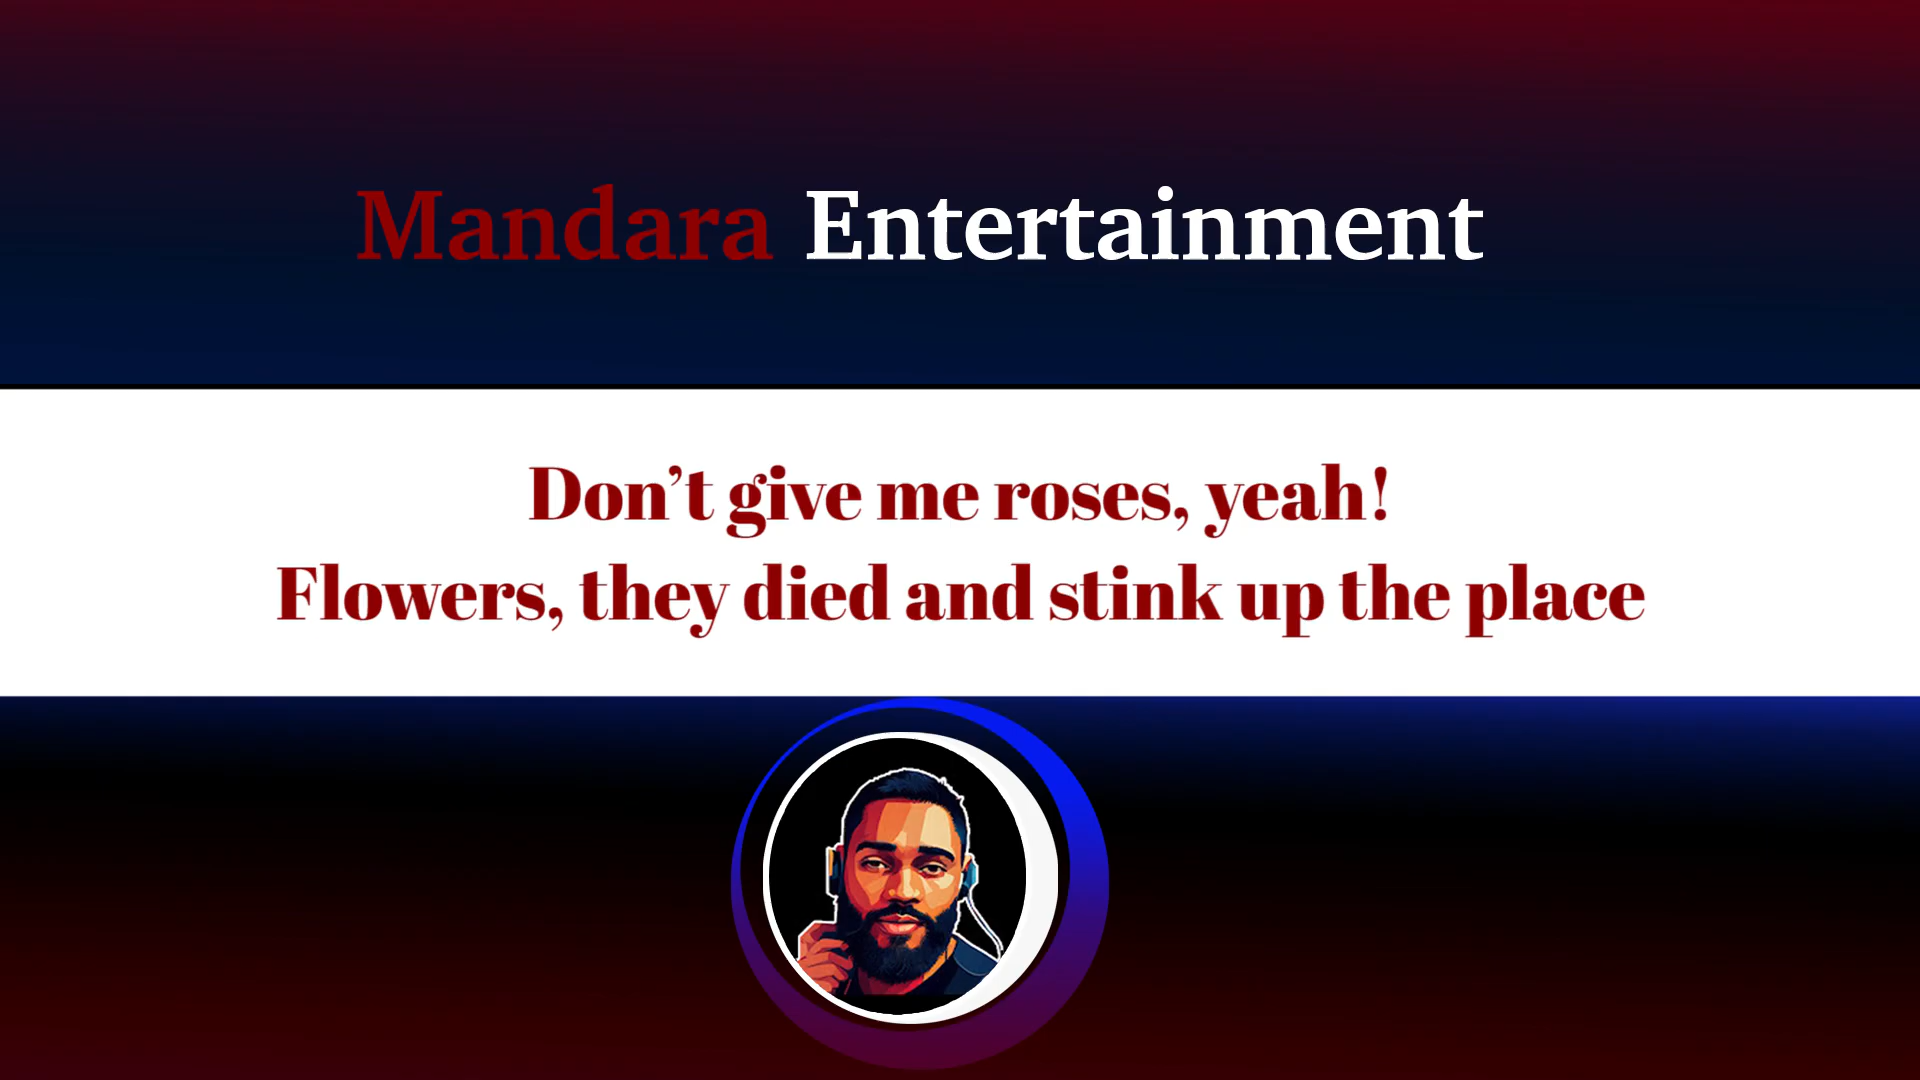 Mandara Entertainment
Don’t give me roses, yeah!
Flowers, they died and stink up the place